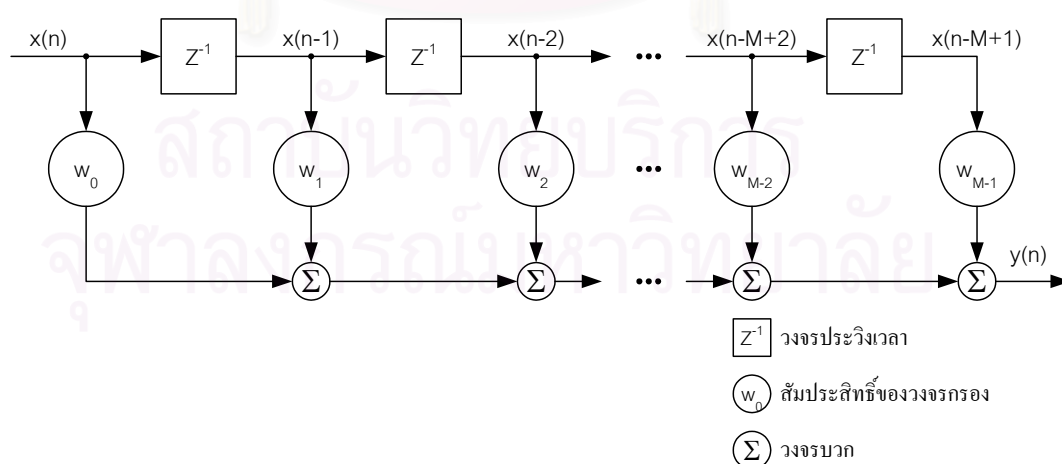 x(n) x(n-1) x(n-2) ••• x(n-M+2) x(n-M+1)
Z⁻¹ Z⁻¹ Z⁻¹
w₀ w₁ w₂ ••• w_M-2 w_M-1
สถาบันวิทยบริการ
จุฬาลงกรณ์มหาวิทยาลัย
y(n)
Σ Σ ••• Σ Σ
Z⁻¹ วงจรประวิงเวลา
w₀ สัมประสิทธิ์ของวงจรกรอง
Σ วงจรบวก